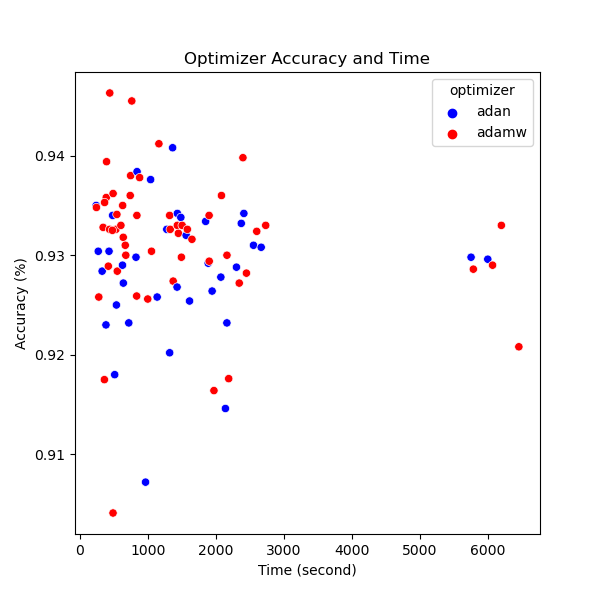 Optimizer Accuracy and Time
optimizer
adan
adamw
Accuracy (%)
0.94
0.93
0.92
0.91
0 1000 2000 3000 4000 5000 6000
Time (second)